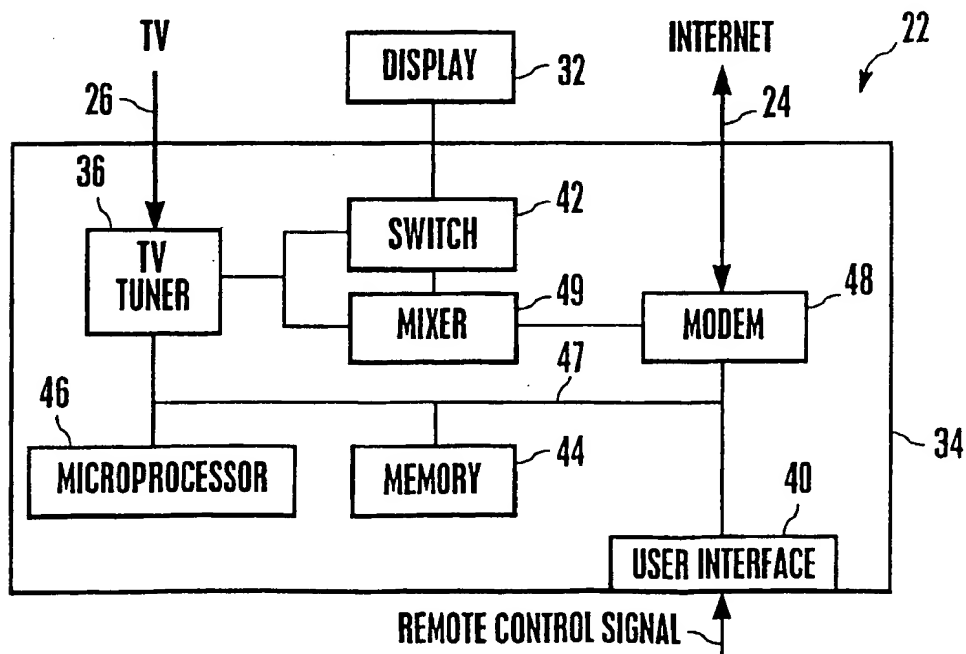 TV
DISPLAY
32
INTERNET
22
26
24
36
TV
TUNER
SWITCH
42
49
MIXER
MODEM
48
47
46
MICROPROCESSOR
MEMORY
44
34
40
USER INTERFACE
REMOTE CONTROL SIGNAL